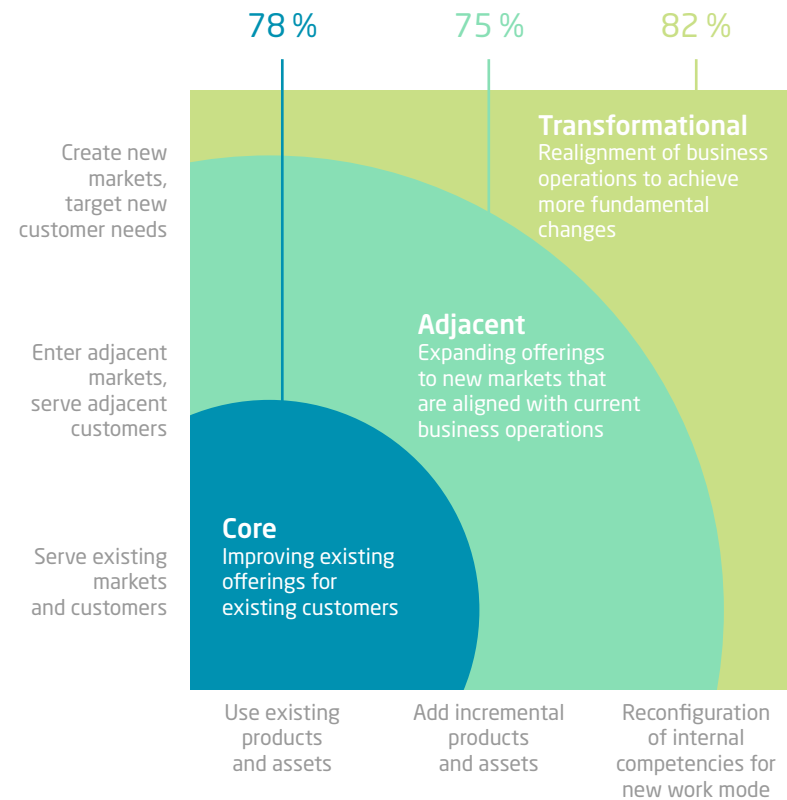 78 %
75 %
82 %
Transformational
Realignment of business
operations to achieve
more fundamental
changes
Create new
markets,
target new
customer needs
Adjacent
Expanding offerings
to new markets that
are aligned with current
business operations
Enter adjacent
markets,
serve adjacent
customers
Core
Improving existing
offerings for
existing customers
Serve existing
markets
and customers
Use existing
products
and assets
Add incremental
products
and assets
Reconfiguration
of internal
competencies for
new work mode